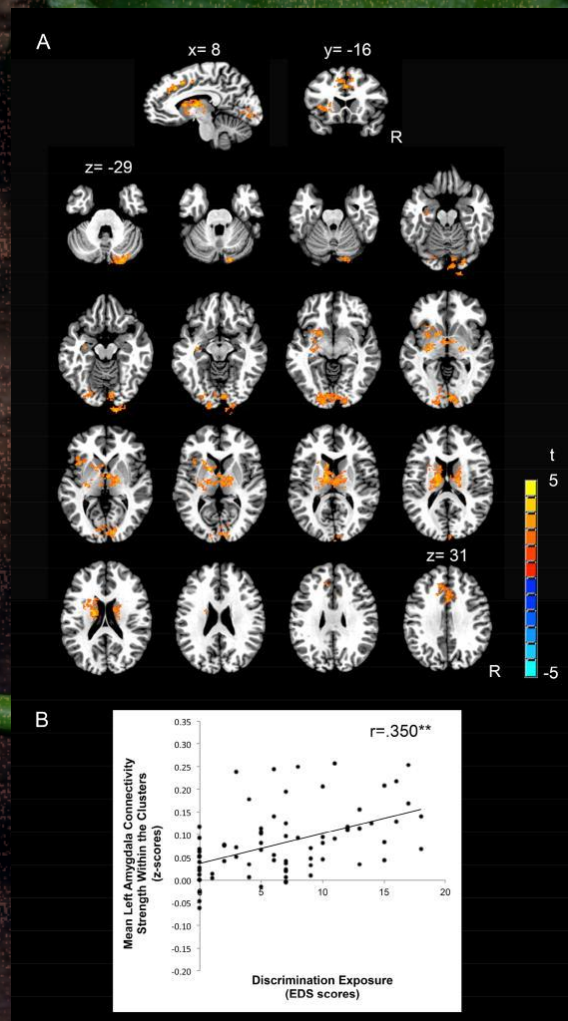 A
x= 8
y= -16
R
z= -29
t
5
z= 31
-5
R
B
r=.350**
0.35
0.30
0.25
0.20
0.15
0.10
0.05
0.00
-0.05
-0.10
-0.15
-0.20
5
10
15
20
Mean Left Amygdala Connectivity
Strength Within the Clusters
(z-scores)
Discrimination Exposure
(EDS scores)